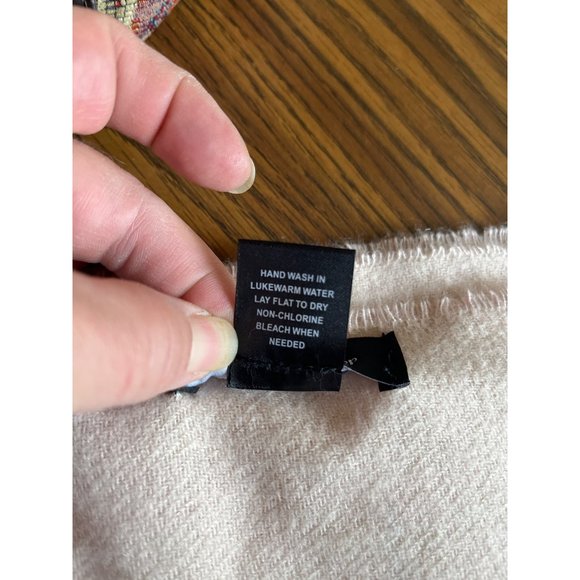 HAND WASH IN
LUKEWARM WATER
LAY FLAT TO DRY
NON-CHLORINE
BLEACH WHEN
NEEDED